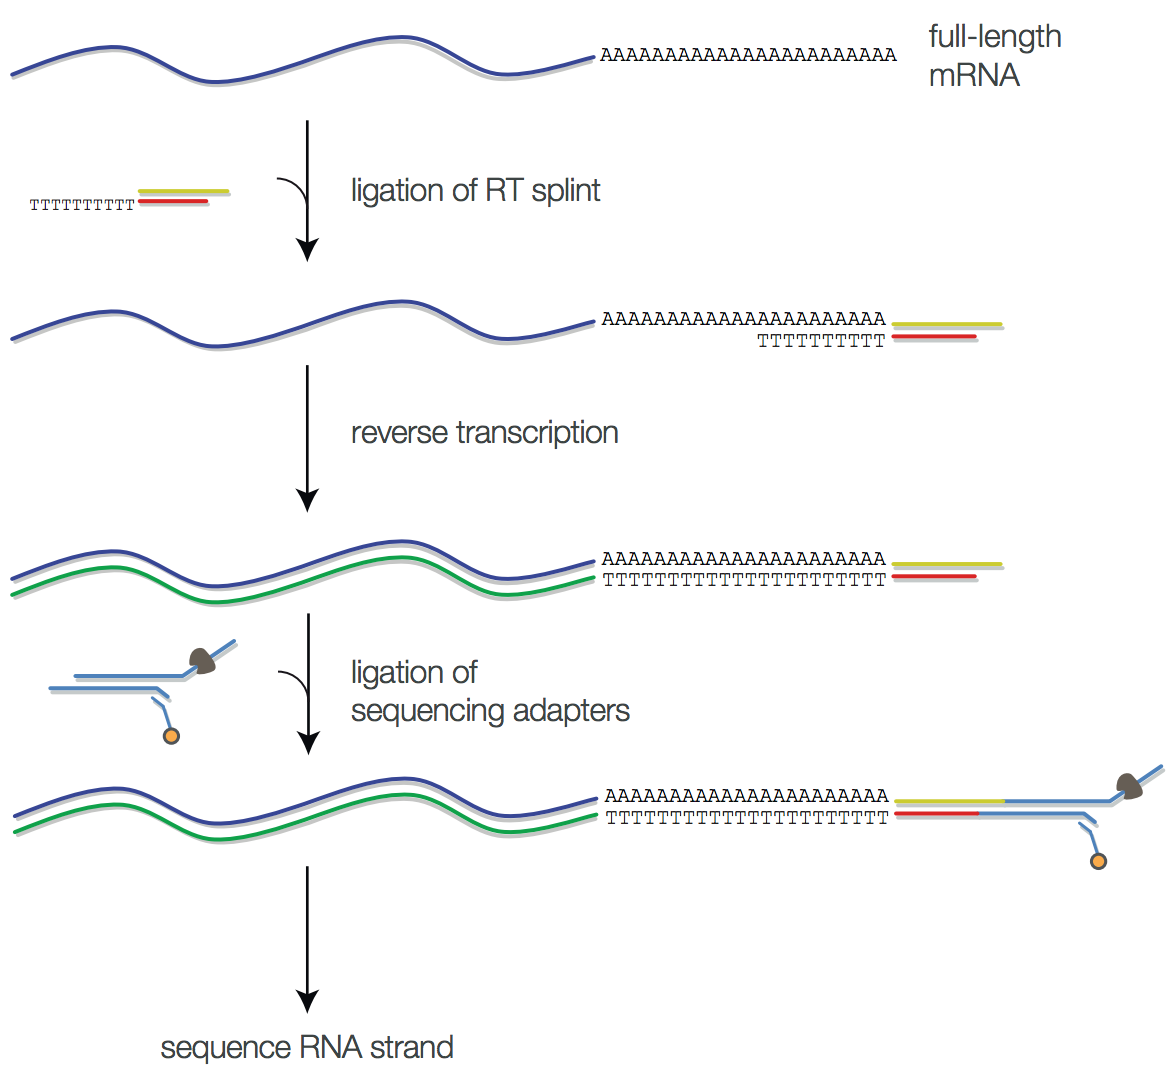 AAAAAAAAAAAAAAAAAAAAAAA
full-length
mRNA
ligation of RT splint
TTTTTTTTTT
AAAAAAAAAAAAAAAAAAAAAA
TTTTTTTTTT
reverse transcription
AAAAAAAAAAAAAAAAAAAAAA
TTTTTTTTTTTTTTTTTTTTTT
ligation of
sequencing adapters
AAAAAAAAAAAAAAAAAAAAAA
TTTTTTTTTTTTTTTTTTTTTT
sequence RNA strand